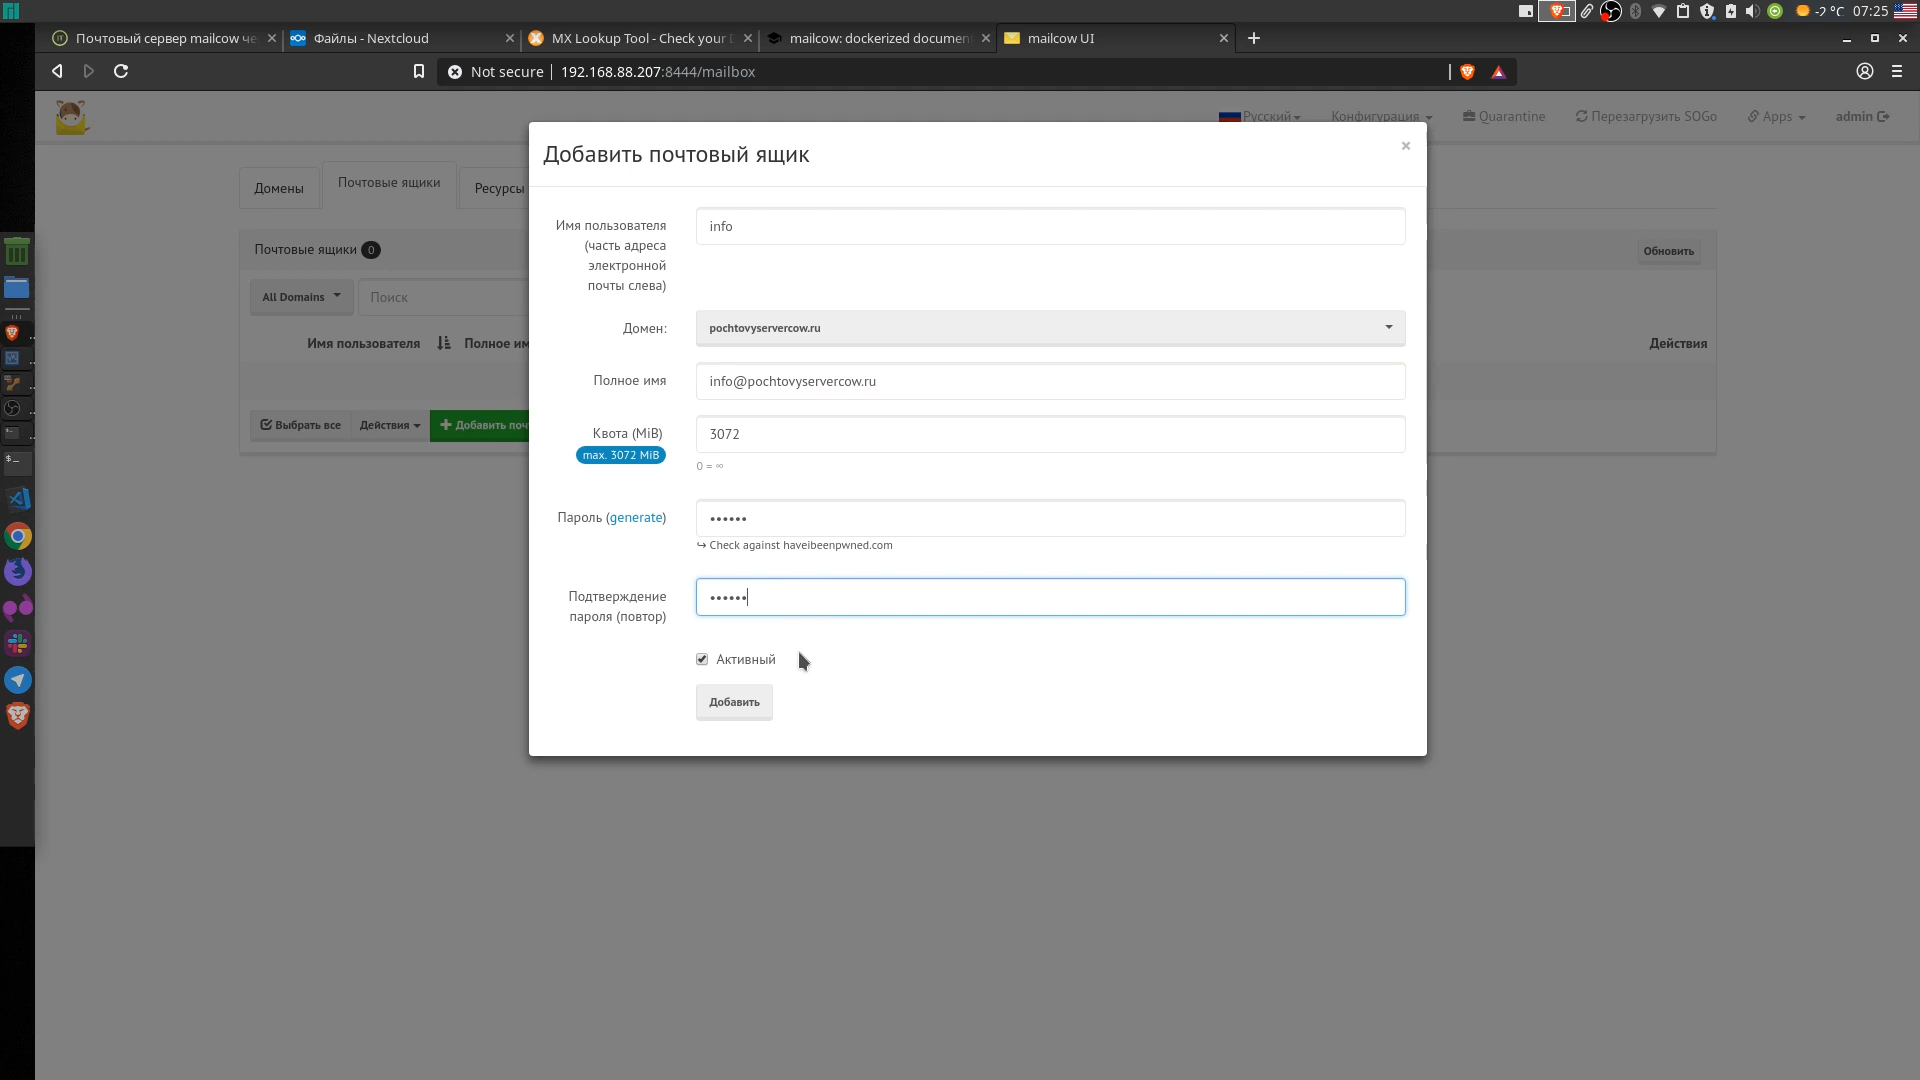 -2 °C 07:25
Почтовый сервер mailcow че
Файлы - Nextcloud
MX Lookup Tool - Check your D
mailcow: dockerized documen
mailcow UI
Not secure 192.168.88.207:8444/mailbox
Русский
Конфигурация
Quarantine
Перезагрузить SOGo
Apps
admin
Добавить почтовый ящик
×
Домены
Почтовые ящики
Ресурсы
Почтовые ящики 0
Обновить
All Domains
Поиск
Имя пользователя
Полное им
Действия
Выбрать все
Действия
Добавить поч
Имя пользователя
(часть адреса
электронной
почты слева)
info
Домен:
pochtovyservercow.ru
Полное имя
info@pochtovyservercow.ru
Квота (MiB)
max. 3072 MiB
3072
0 = ∞
Пароль (generate)
••••••
↪ Check against haveibeenpwned.com
Подтверждение
пароля (повтор)
••••••
Активный
Добавить